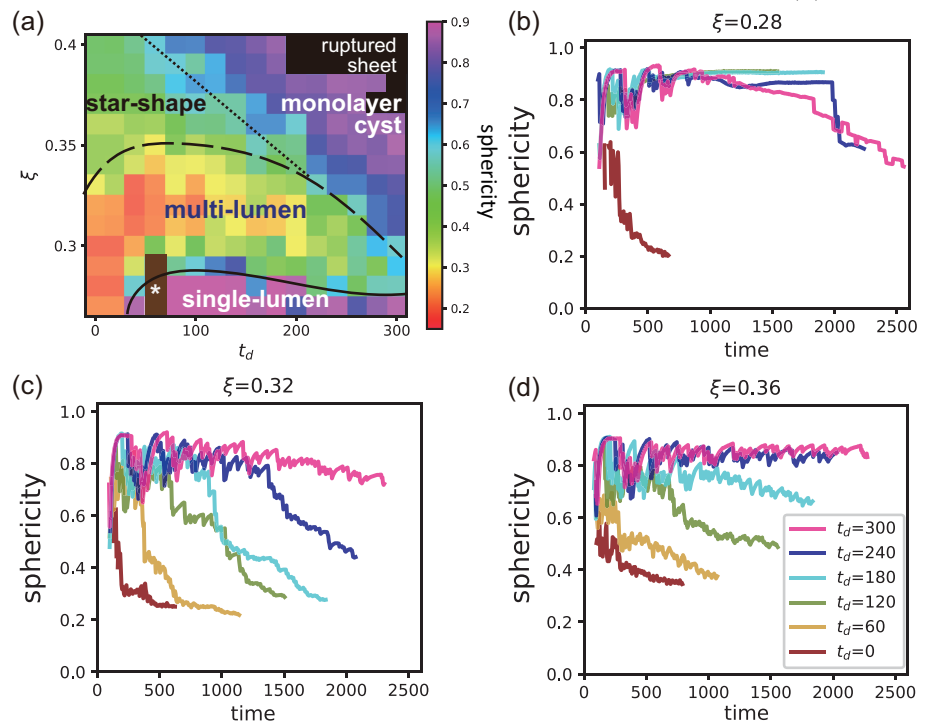 (a)
0.4
0.35
0.3
ξ
0
100
200
300
t_d
ruptured
sheet
star-shape
monolayer
cyst
multi-lumen
*
single-lumen
0.9
0.8
0.7
0.6
0.5
0.4
0.3
0.2
sphericity
(b)
ξ=0.28
1.0
0.8
0.6
0.4
0.2
0.0
sphericity
0
500
1000
1500
2000
2500
time
(c)
ξ=0.32
1.0
0.8
0.6
0.4
0.2
0.0
sphericity
0
500
1000
1500
2000
2500
time
(d)
ξ=0.36
1.0
0.8
0.6
0.4
0.2
0.0
sphericity
0
500
1000
1500
2000
2500
time
t_d=300
t_d=240
t_d=180
t_d=120
t_d=60
t_d=0